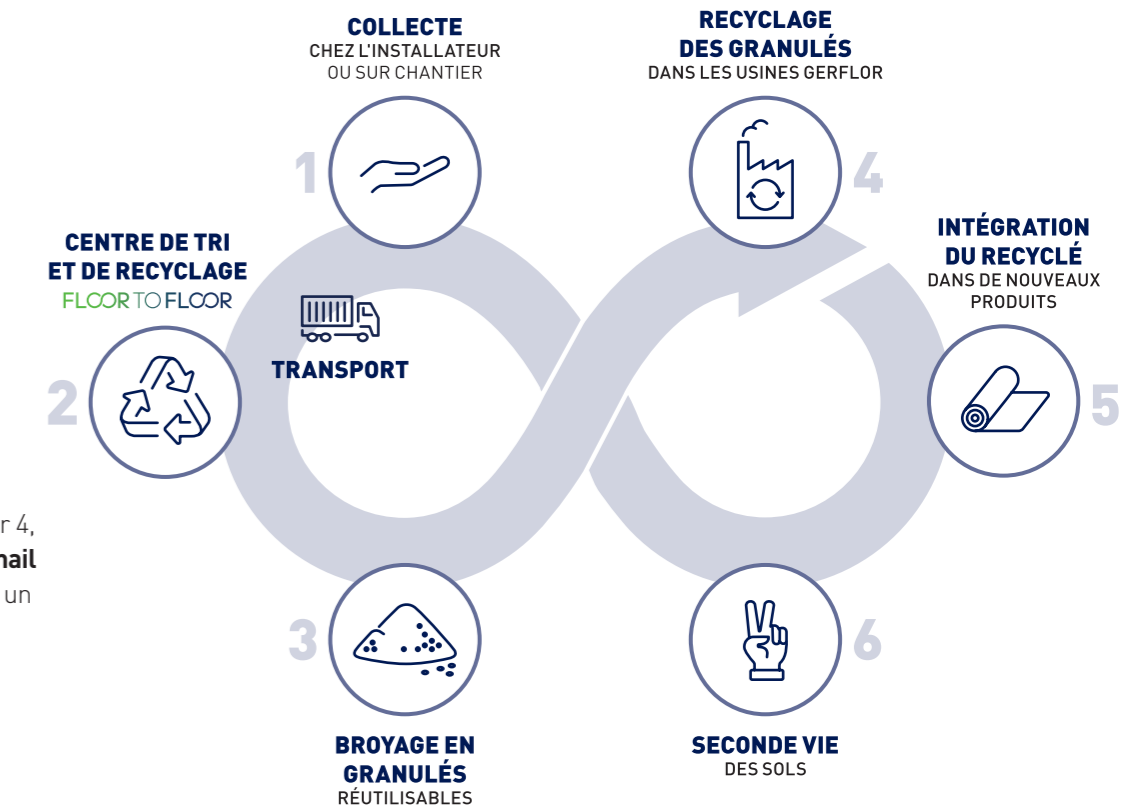 1
COLLECTE
CHEZ L'INSTALLATEUR
OU SUR CHANTIER
2
CENTRE DE TRI
ET DE RECYCLAGE
FLOOR TO FLOOR
TRANSPORT
3
BROYAGE EN
GRANULÉS
RÉUTILISABLES
4
RECYCLAGE
DES GRANULÉS
DANS LES USINES GERFLOR
5
INTÉGRATION
DU RECYCLÉ
DANS DE NOUVEAUX
PRODUITS
6
SECONDE VIE
DES SOLS
r 4,
nail
un